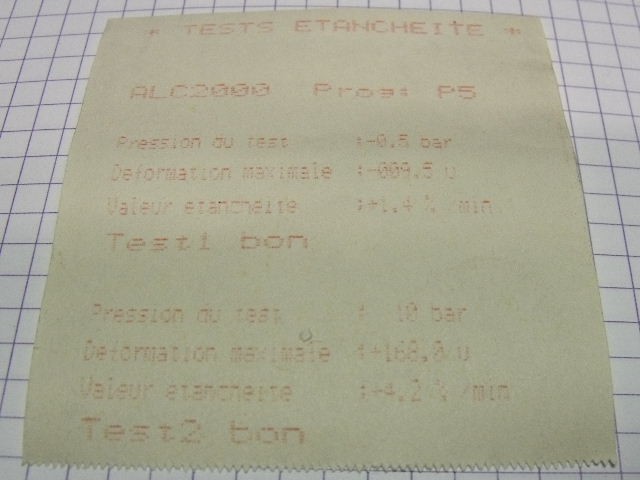 * TESTS ETANCHEITE *
ALC2000 Prog: P5
Pression du test :-0.5 bar
Deformation maximale :-009.5 u
Valeur etancheite :+1.4 % /min
Test1 bon
Pression du test : 10 bar
Deformation maximale :+168.8 u
Valeur etancheite :+4.2 % /min
Test2 bon